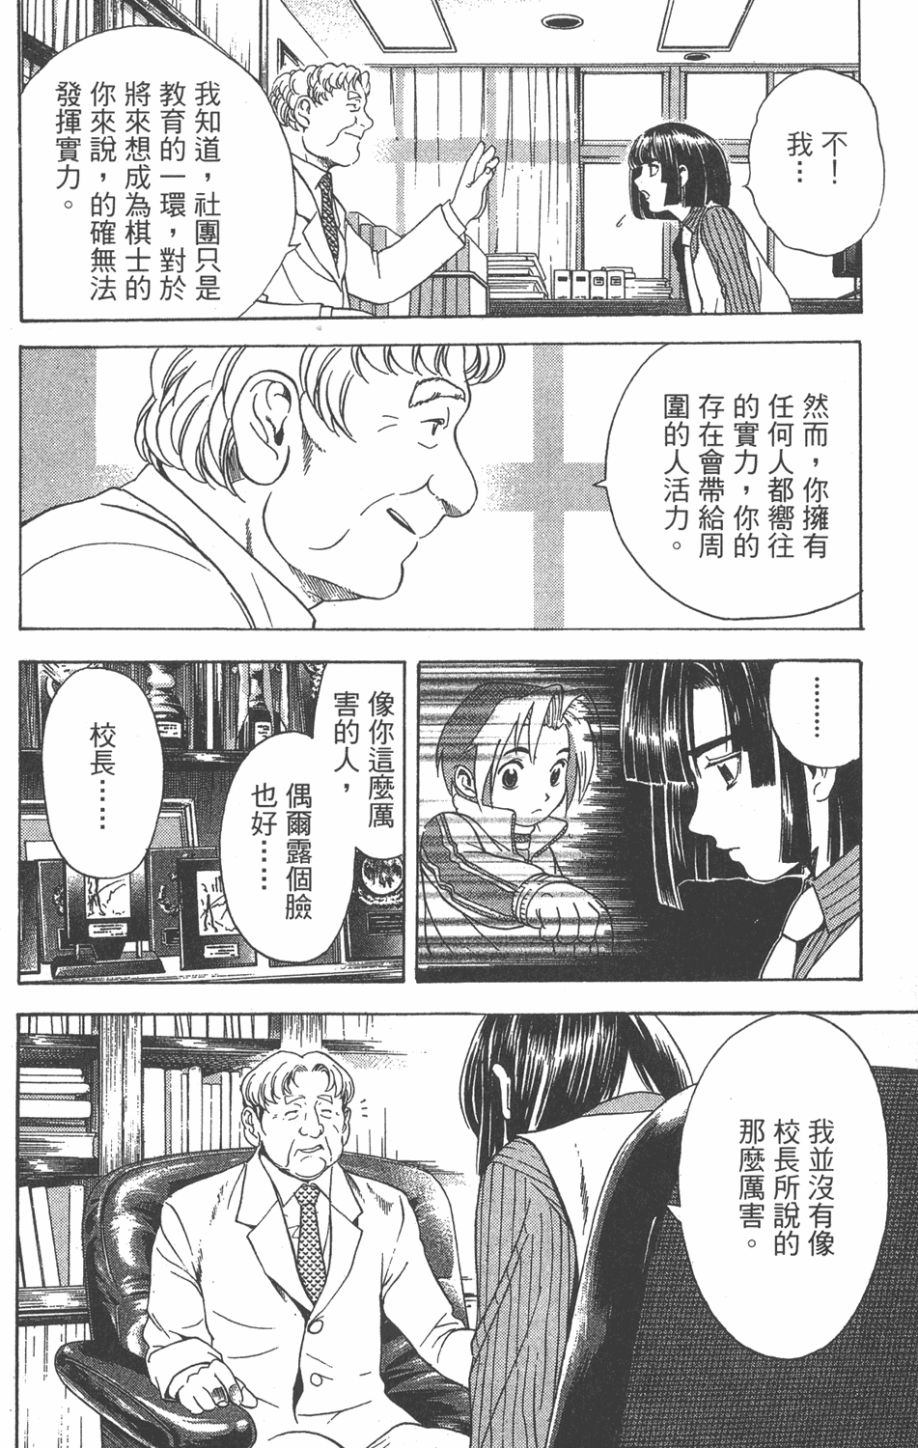 不！
我…
我知道，社團只是
教育的一環，對於
將來想成為棋士的
你來說，的確無法
發揮實力。
然而，你擁有
任何人都嚮往
的實力，你的
存在會帶給周
圍的人活力。
………
像你這麼厲
害的人，
偶爾露個臉
也好……
校長……
我並沒有像
校長所說的
那麼厲害。